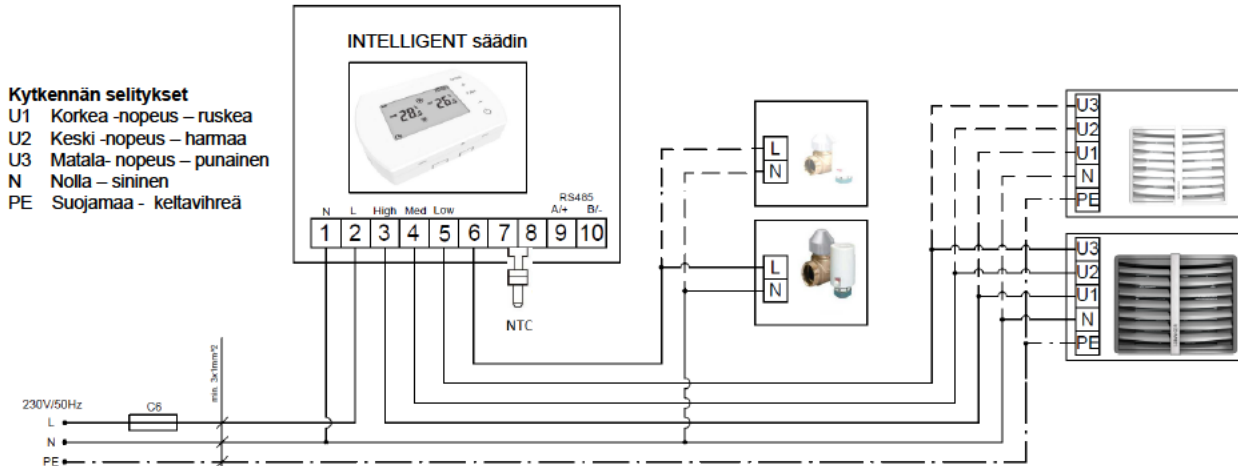 INTELLIGENT säädin
Kytkennän selitykset
U1 Korkea -nopeus – ruskea
U2 Keski -nopeus – harmaa
U3 Matala- nopeus – punainen
N Nolla – sininen
PE Suojamaa - keltavihreä
RS485
N L High Med Low A/+ B/-
1 2 3 4 5 6 7 8 9 10
NTC
L
N
L
N
U3
U2
U1
N
PE
U3
U2
U1
N
PE
min. 3x1mm^2
230V/50Hz
C6
L
N
PE